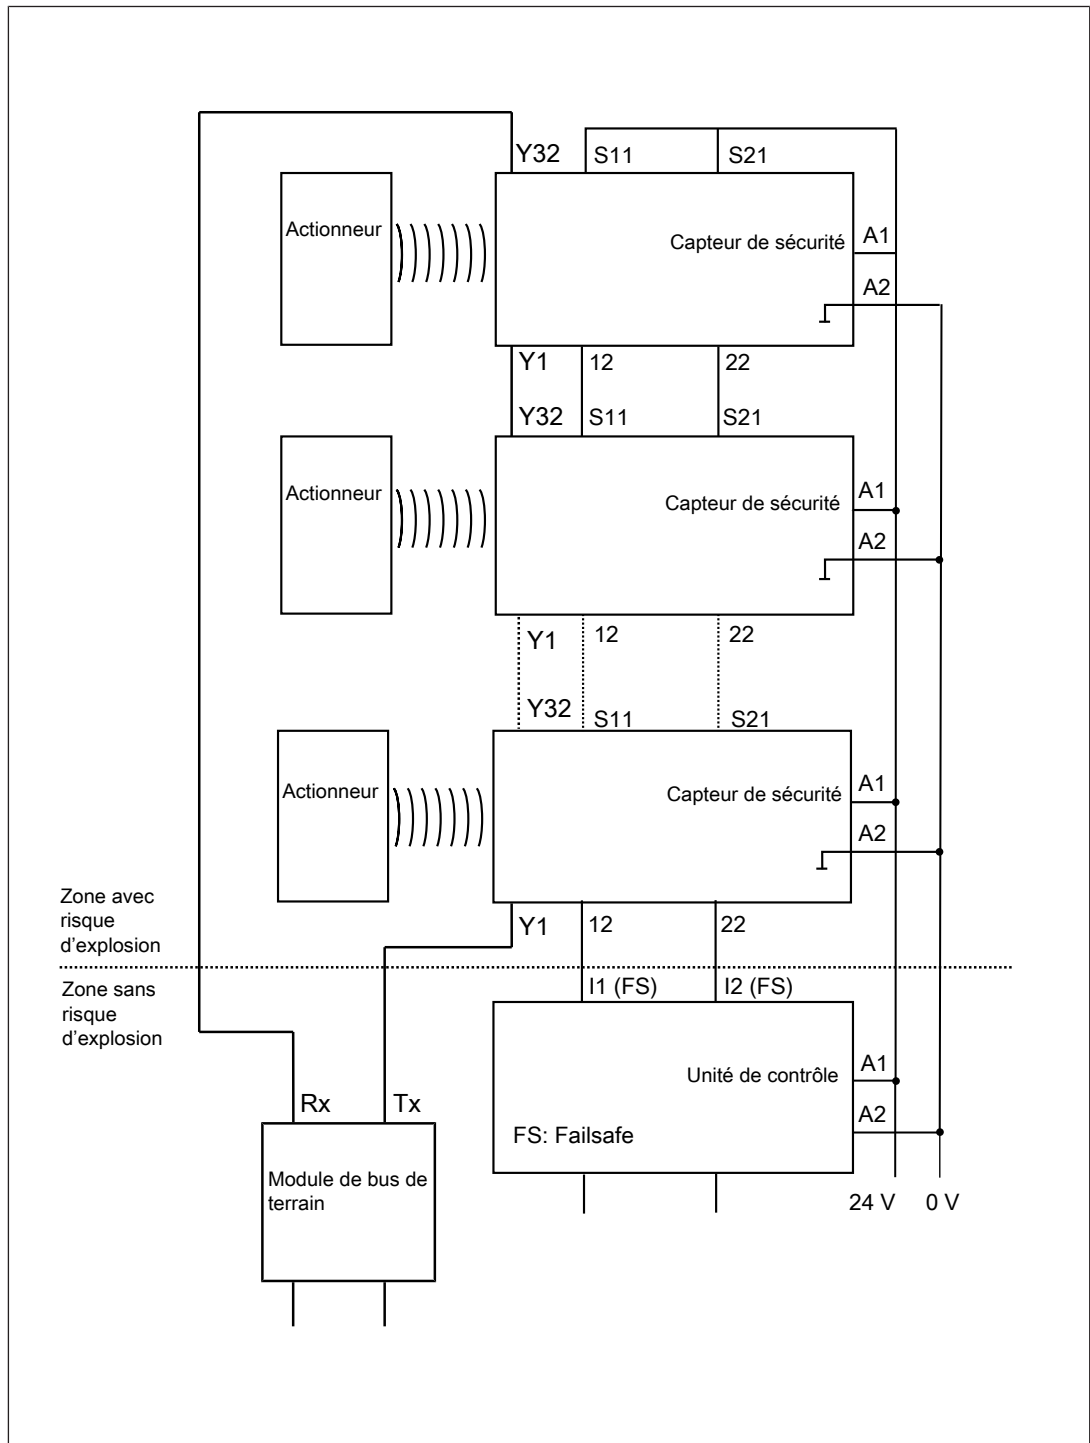 Y32
S11
S21
Actionneur
Capteur de sécurité
A1
A2
Y1
12
22
Y32
S11
S21
Actionneur
Capteur de sécurité
A1
A2
Y1
12
22
Y32
S11
S21
Actionneur
Capteur de sécurité
A1
A2
Zone avec
risque
d'explosion
Y1
12
22
Zone sans
risque
d'explosion
I1 (FS)
I2 (FS)
Unité de contrôle
A1
A2
FS: Failsafe
Rx
Tx
Module de bus de
terrain
24 V
0 V